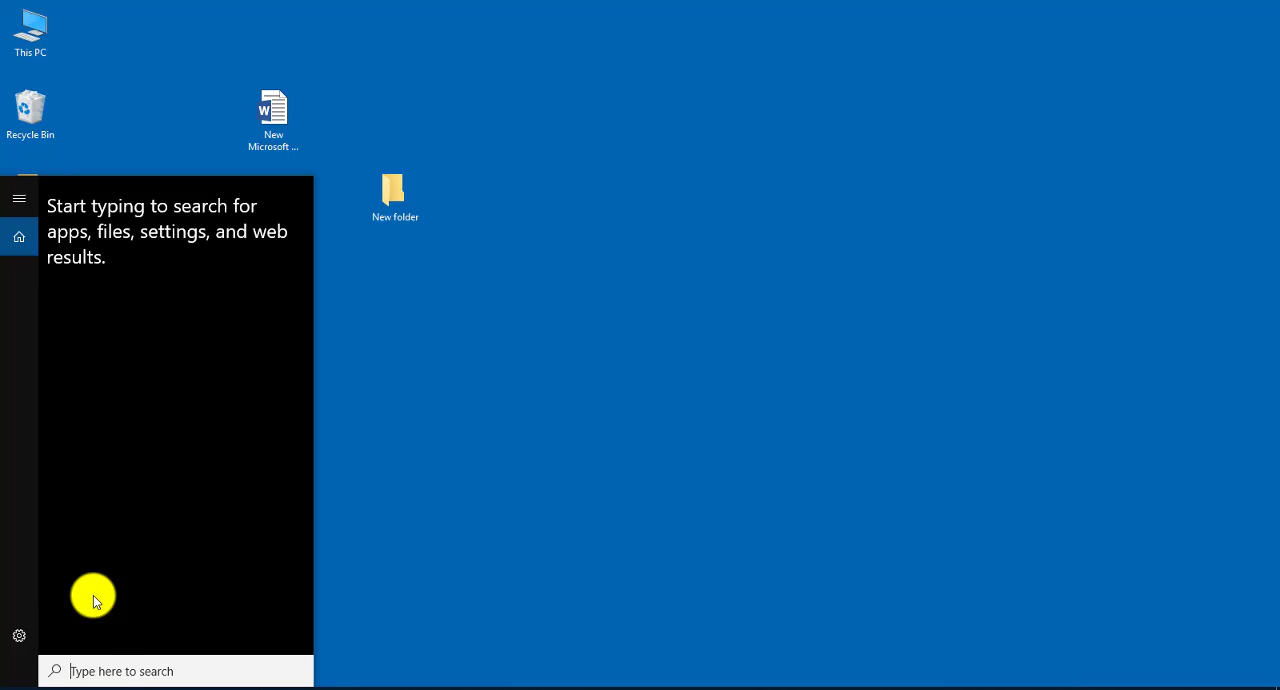 This PC
Recycle Bin
New
Microsoft ...
New folder
Start typing to search for
apps, files, settings, and web
results.
Type here to search